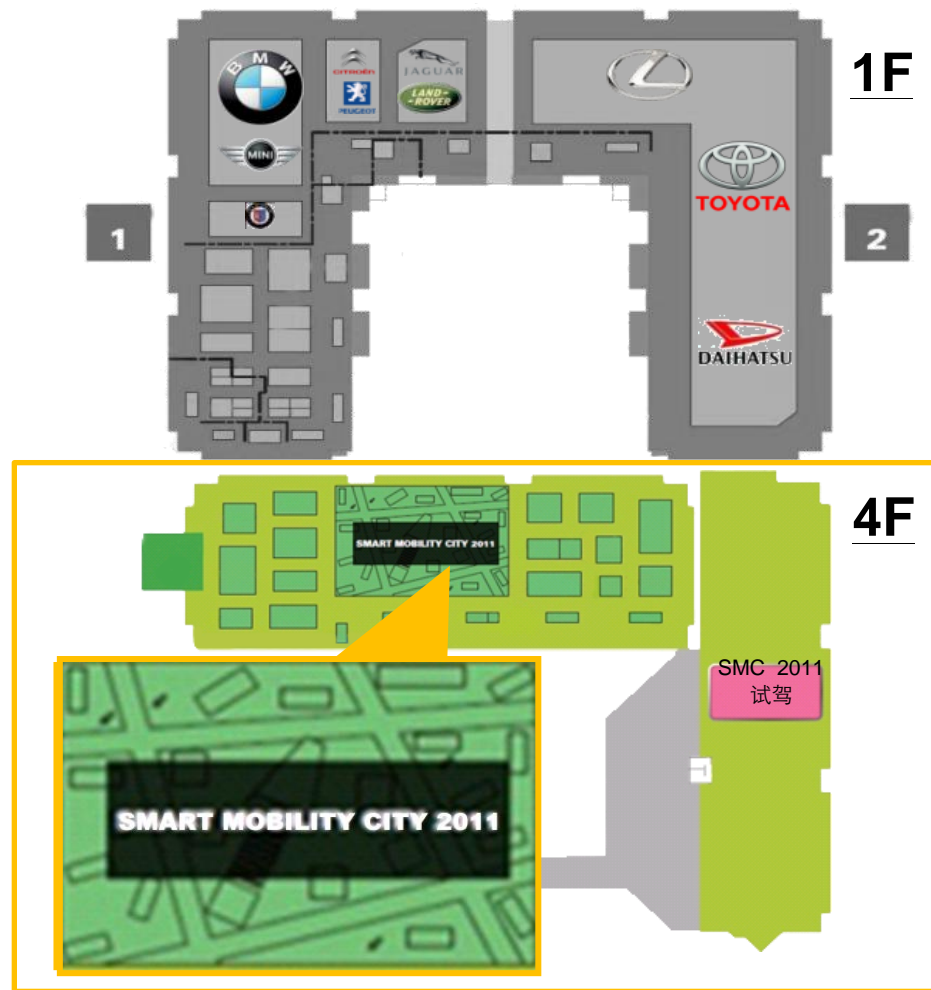 1F
BMW
CITROËN
PEUGEOT
JAGUAR
LAND-
ROVER
MINI
TOYOTA
1
2
DAIHATSU
4F
SMART MOBILITY CITY 2011
SMC 2011
试驾
SMART MOBILITY CITY 2011